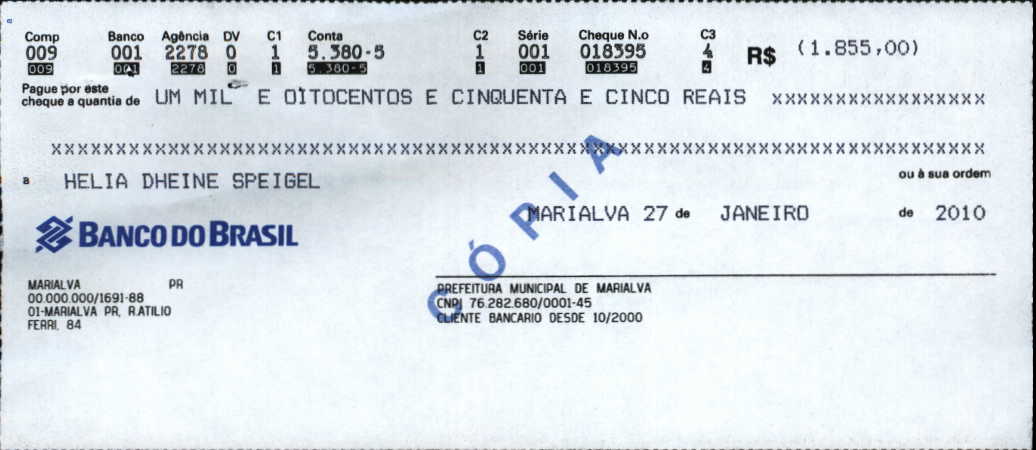 Comp Banco Agência DV C1 Conta C2 Série Cheque N.o C3
009 001 2278 0 1 5.380-5 1 001 018395 4 R$ (1.855,00)
009 001 2278 0 1 5.380-5 1 001 018395 4
Pague por este
cheque a quantia de UM MIL E OITOCENTOS E CINQUENTA E CINCO REAIS xxxxxxxxxxxxxxxxx
xxxxxxxxxxxxxxxxxxxxxxxxxxxxxxxxxxxxxxxxxxxxxxxxxxxxxxxxxxxxxxxxxxxxxxxx
a HELIA DHEINE SPEIGEL ou à sua ordem
MARIALVA 27 de JANEIRO de 2010
BANCO DO BRASIL
CÓPIA
MARIALVA PR
00.000.000/1691-88
01-MARIALVA PR, R.ATILIO
FERRI, 84
PREFEITURA MUNICIPAL DE MARIALVA
CNPJ 76.282.680/0001-45
CLIENTE BANCARIO DESDE 10/2000